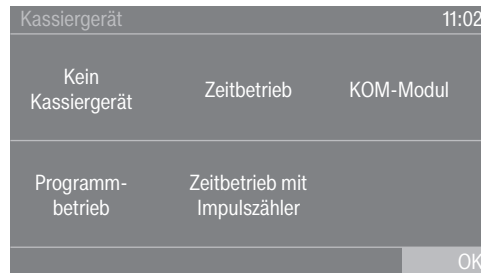 Kassiergerät 11:02
Kein
Kassiergerät
Zeitbetrieb
KOM-Modul
Programm-
betrieb
Zeitbetrieb mit
Impulszähler
OK